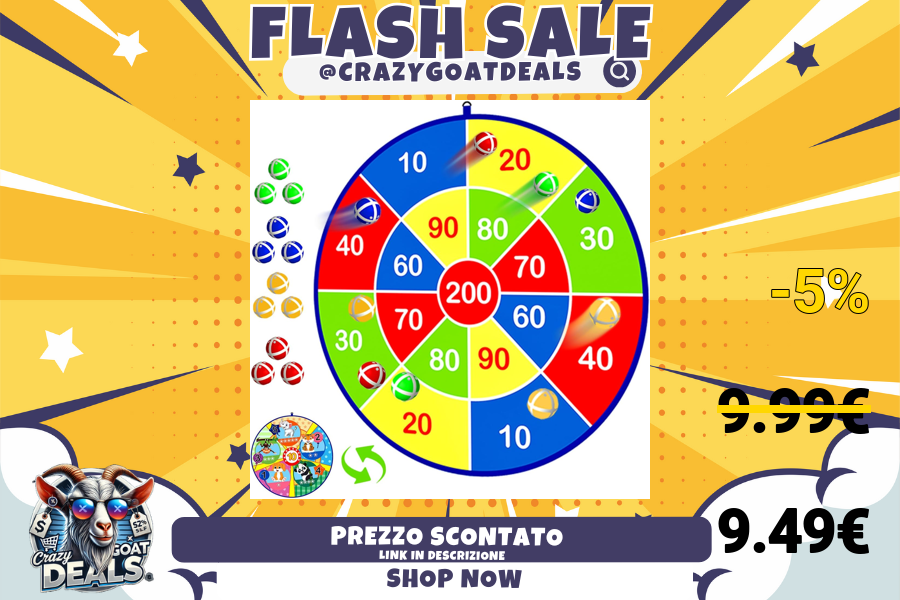 FLASH SALE
@CRAZYGOATDEALS
10
20
40
90
80
30
60
70
200
30
70
60
40
80
90
20
10
-5%
9.99€
9.49€
PREZZO SCONTATO
LINK IN DESCRIZIONE
SHOP NOW
$
52%
Crazy
GOAT
DEALS